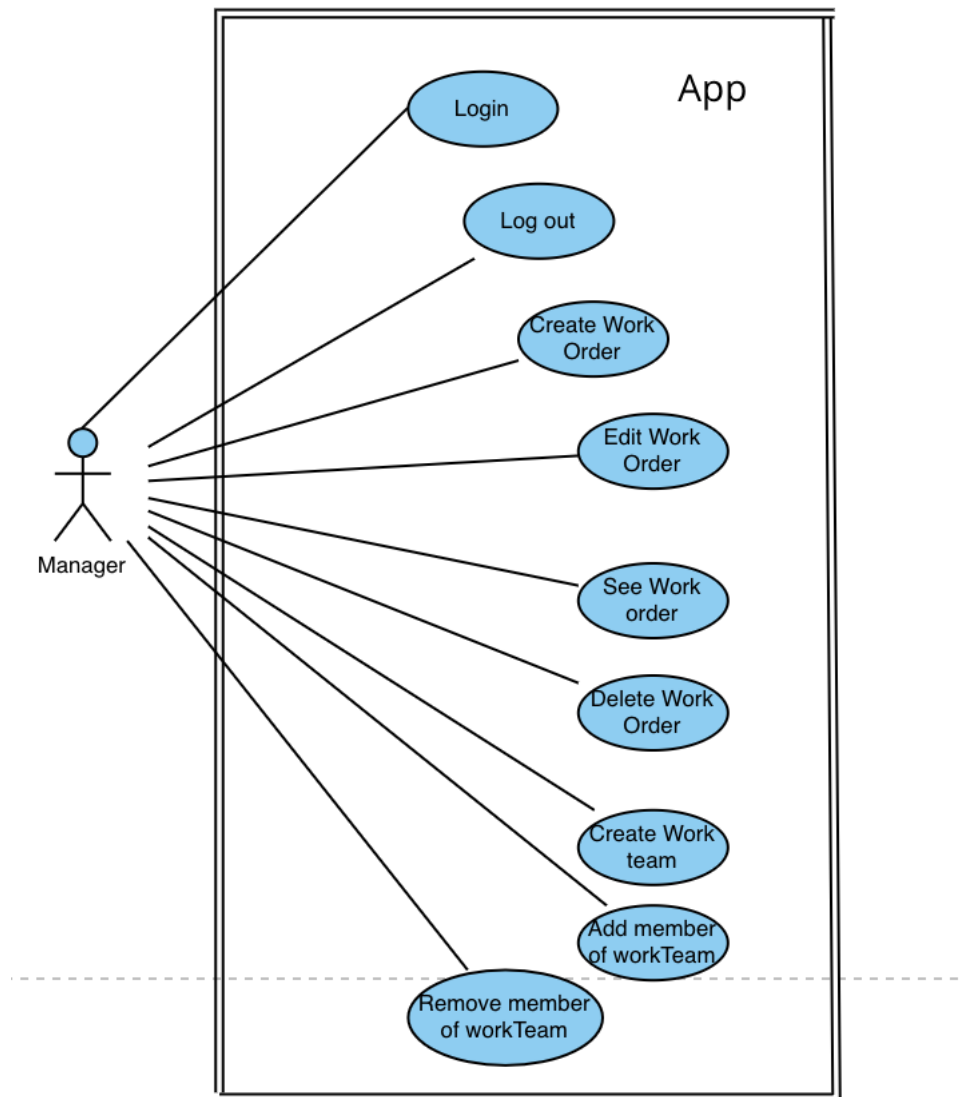 App
Login
Log out
Create Work
Order
Edit Work
Order
Manager
See Work
order
Delete Work
Order
Create Work
team
Add member
of workTeam
Remove member
of workTeam